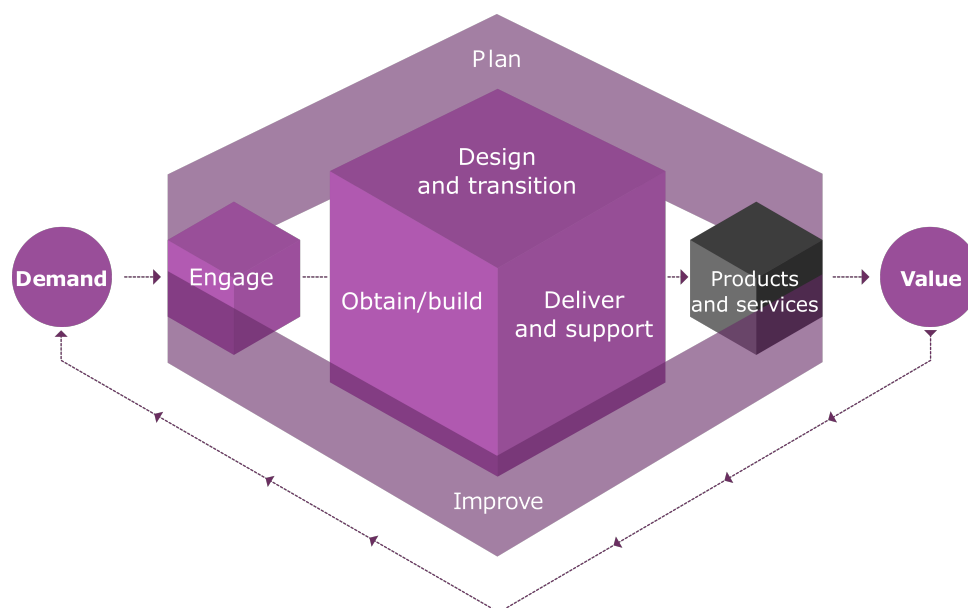 Plan
Design
and transition
Demand
Engage
Obtain/build
Deliver
and support
Products
and services
Value
Improve